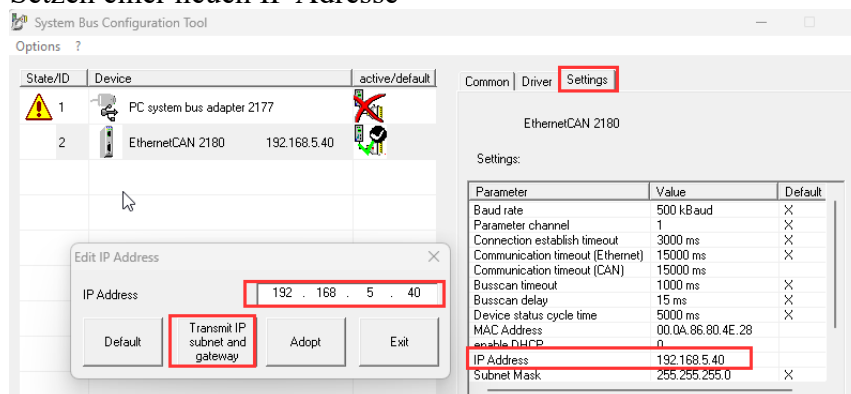 Setzen einer neuen IP-Adresse
System Bus Configuration Tool
Options ?
State/ID Device active/default
1 PC system bus adapter 2177
2 EthernetCAN 2180 192.168.5.40
Common Driver Settings
EthernetCAN 2180
Settings:
Parameter Value Default
Baud rate 500 kBaud X
Parameter channel 1 X
Connection establish timeout 3000 ms X
Communication timeout (Ethernet) 15000 ms X
Communication timeout (CAN) 15000 ms
Busscan timeout 1000 ms X
Busscan delay 15 ms X
Device status cycle time 5000 ms X
MAC Address 00.0A.86.80.4E.28
enable DHCP 0
IP Address 192.168.5.40
Subnet Mask 255.255.255.0 X
Edit IP Address
IP Address 192 . 168 . 5 . 40
Default
Transmit IP
subnet and
gateway
Adopt
Exit